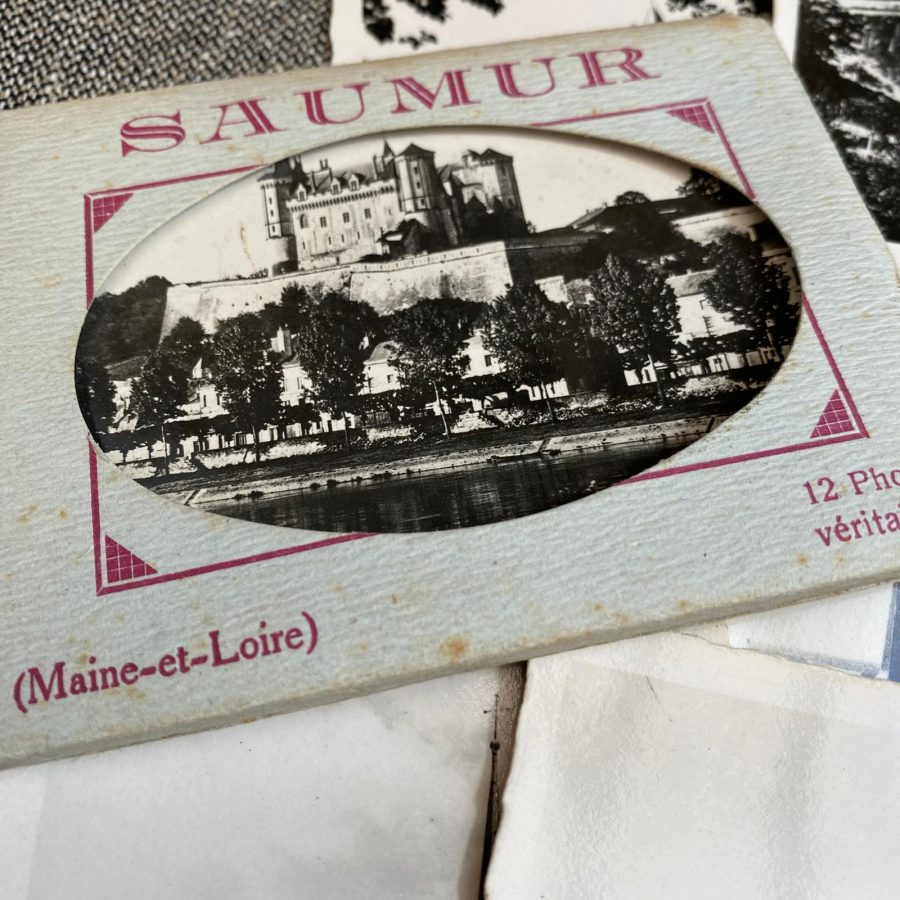 SAUMUR
12 Pho
vérita
(Maine-et-Loire)